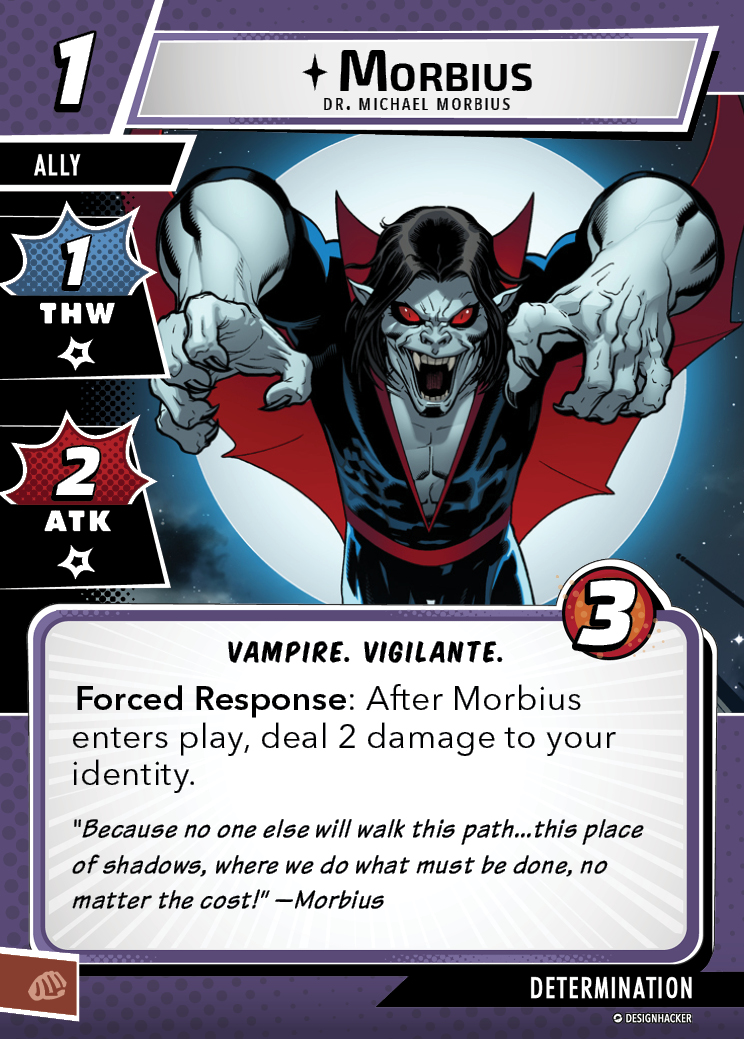 1
Morbius
DR. MICHAEL MORBIUS
ALLY
1
THW
2
ATK
3
VAMPIRE. VIGILANTE.
Forced Response: After Morbius
enters play, deal 2 damage to your
identity.
"Because no one else will walk this path...this place
of shadows, where we do what must be done, no
matter the cost!" —Morbius
DETERMINATION
DESIGNHACKER